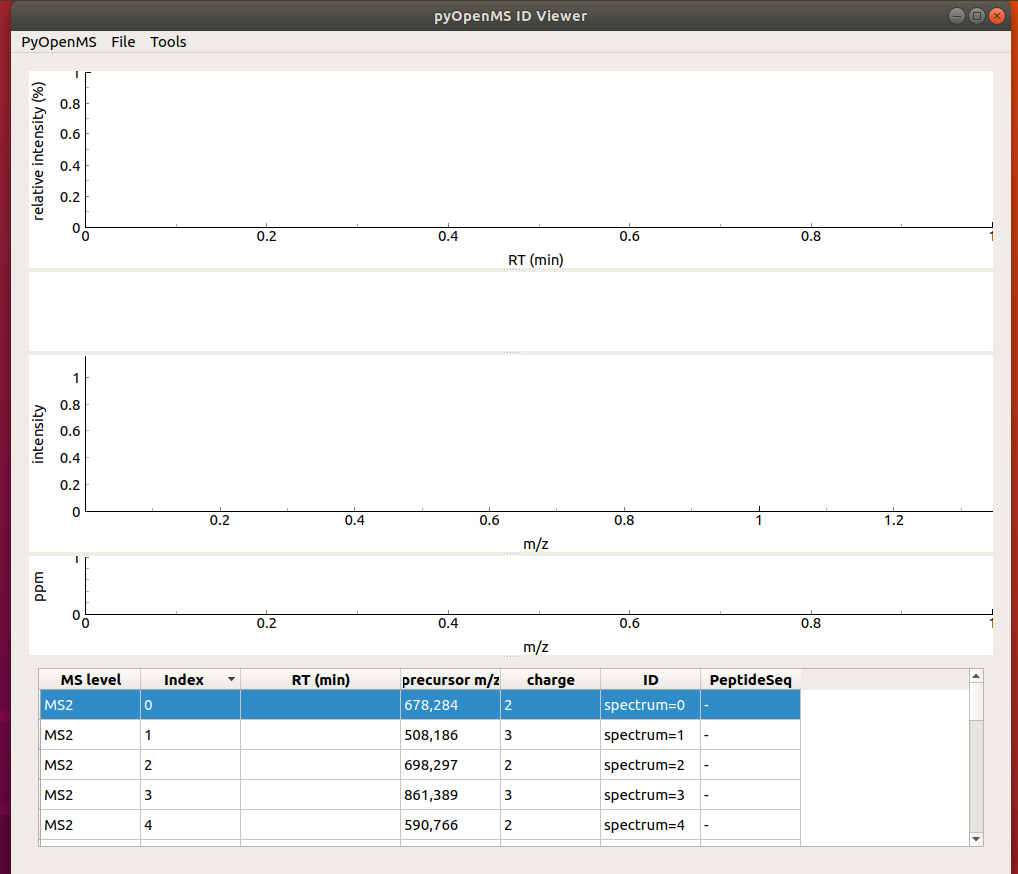 pyOpenMS ID Viewer
PyOpenMS File Tools
relative intensity (%)
1
0.8
0.6
0.4
0.2
0
0 0.2 0.4 0.6 0.8 1
RT (min)
intensity
1
0.8
0.6
0.4
0.2
0
0.2 0.4 0.6 0.8 1 1.2
m/z
ppm
1
0
0 0.2 0.4 0.6 0.8 1
m/z
MS level Index RT (min) precursor m/z charge ID PeptideSeq
MS2 0 678,284 2 spectrum=0 -
MS2 1 508,186 3 spectrum=1 -
MS2 2 698,297 2 spectrum=2 -
MS2 3 861,389 3 spectrum=3 -
MS2 4 590,766 2 spectrum=4 -